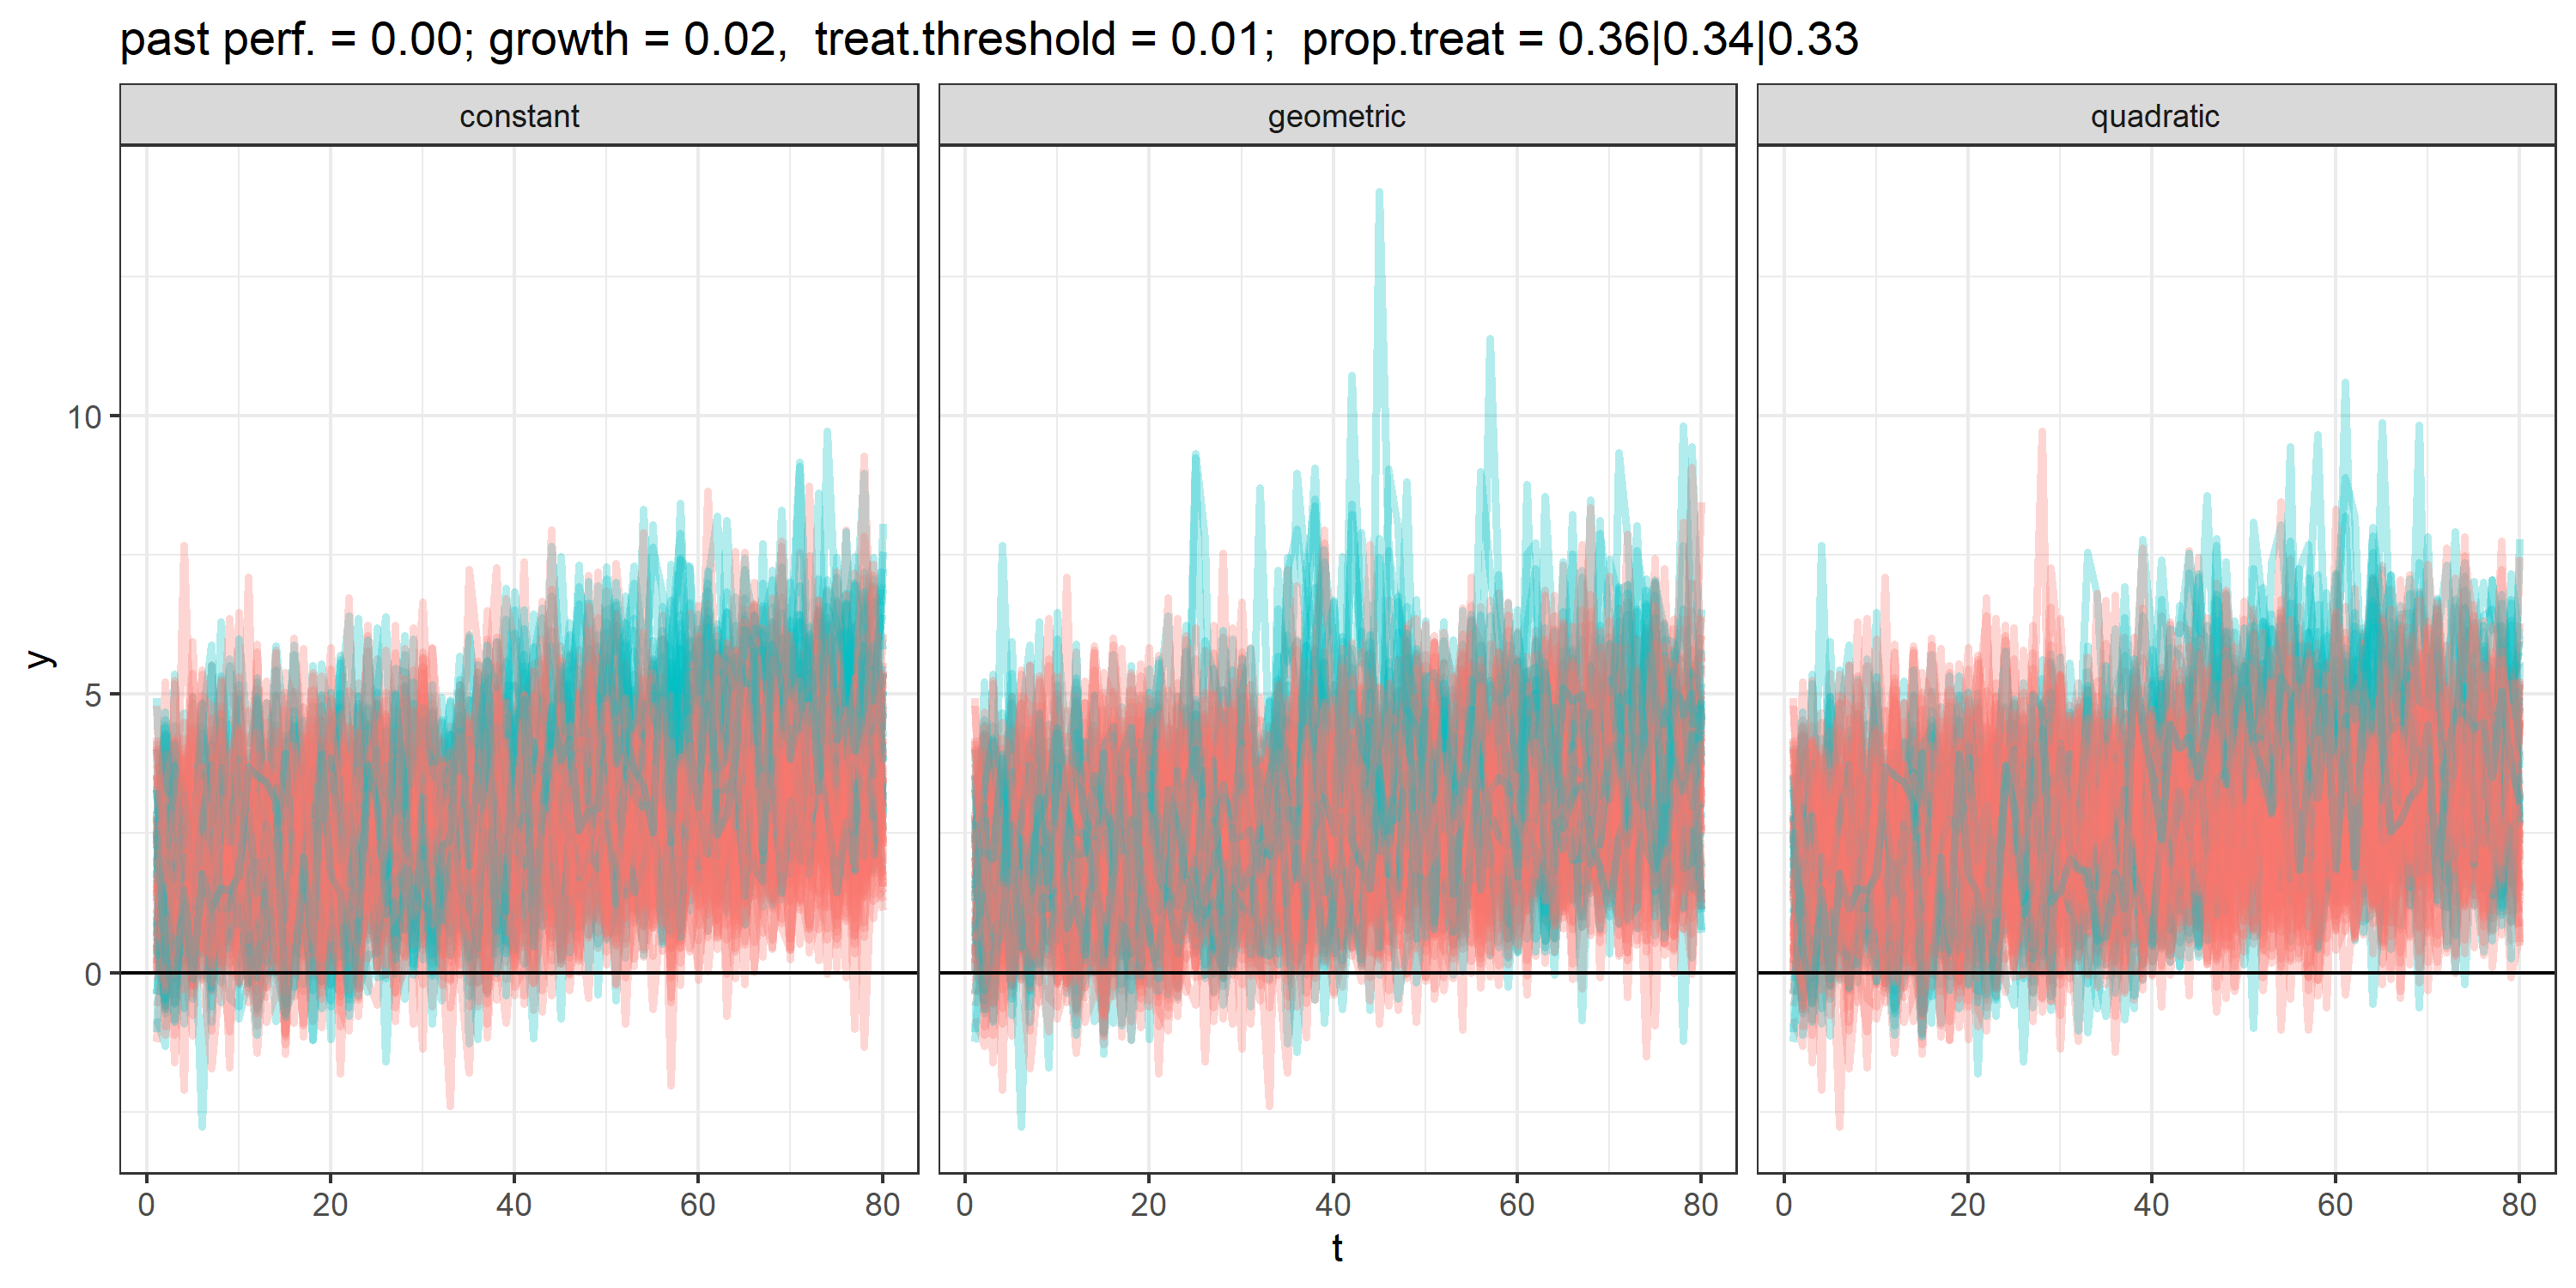 past perf. = 0.00; growth = 0.02,  treat.threshold = 0.01;  prop.treat = 0.36|0.34|0.33
constant geometric quadratic
y
10
5
0
0 20 40 60 80 0 20 40 60 80 0 20 40 60 80
t